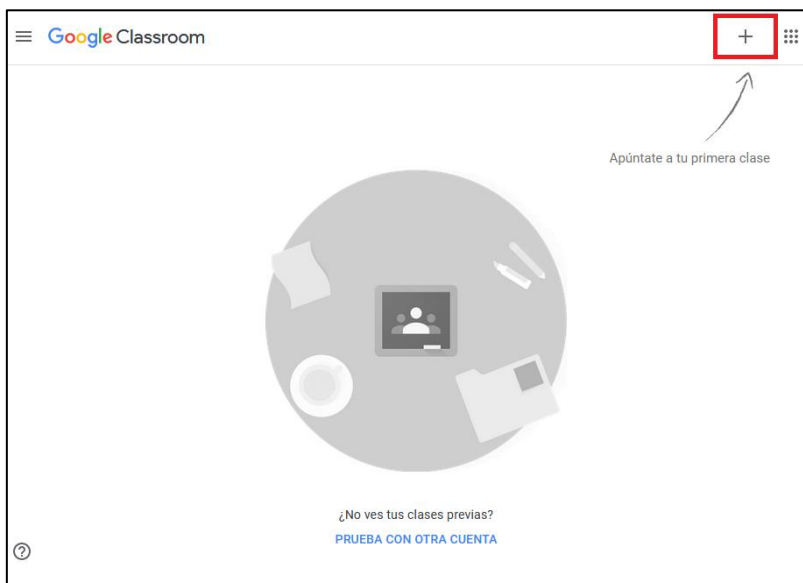 Google Classroom
Apúntate a tu primera clase
¿No ves tus clases previas?
PRUEBA CON OTRA CUENTA